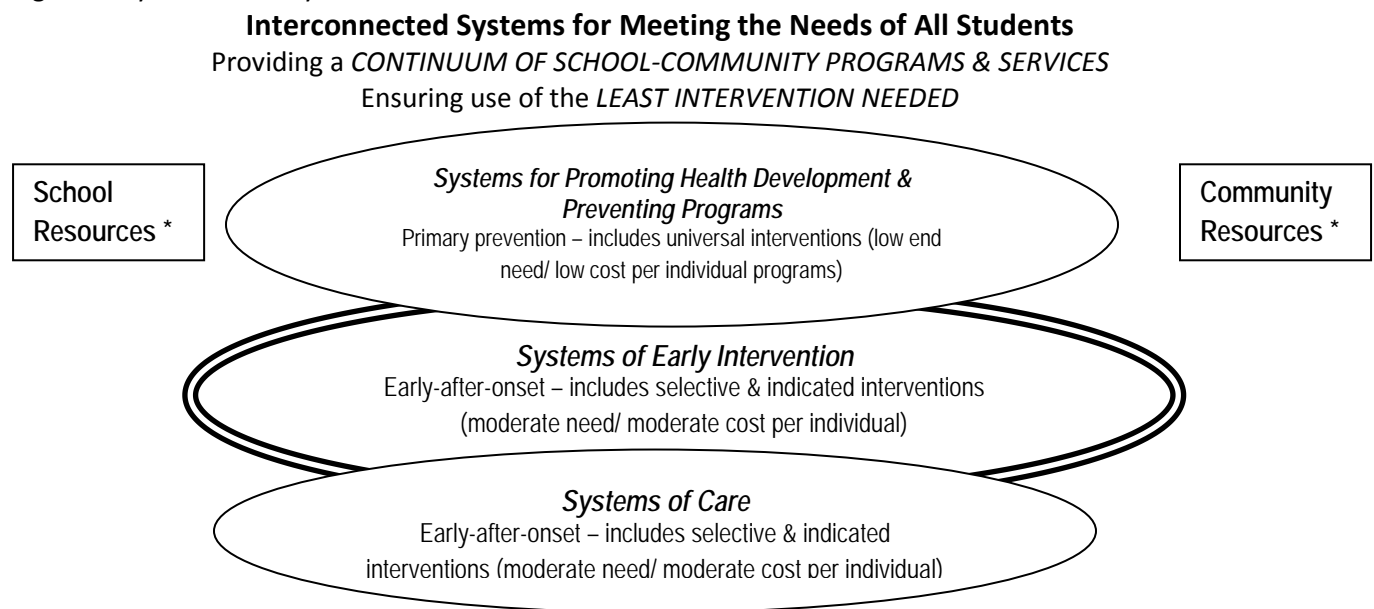 Interconnected Systems for Meeting the Needs of All Students
Providing a CONTINUUM OF SCHOOL-COMMUNITY PROGRAMS & SERVICES
Ensuring use of the LEAST INTERVENTION NEEDED
School
Resources *
Systems for Promoting Health Development &
Preventing Programs
Primary prevention – includes universal interventions (low end
need/ low cost per individual programs)
Community
Resources *
Systems of Early Intervention
Early-after-onset – includes selective & indicated interventions
(moderate need/ moderate cost per individual)
Systems of Care
Early-after-onset – includes selective & indicated
interventions (moderate need/ moderate cost per individual)